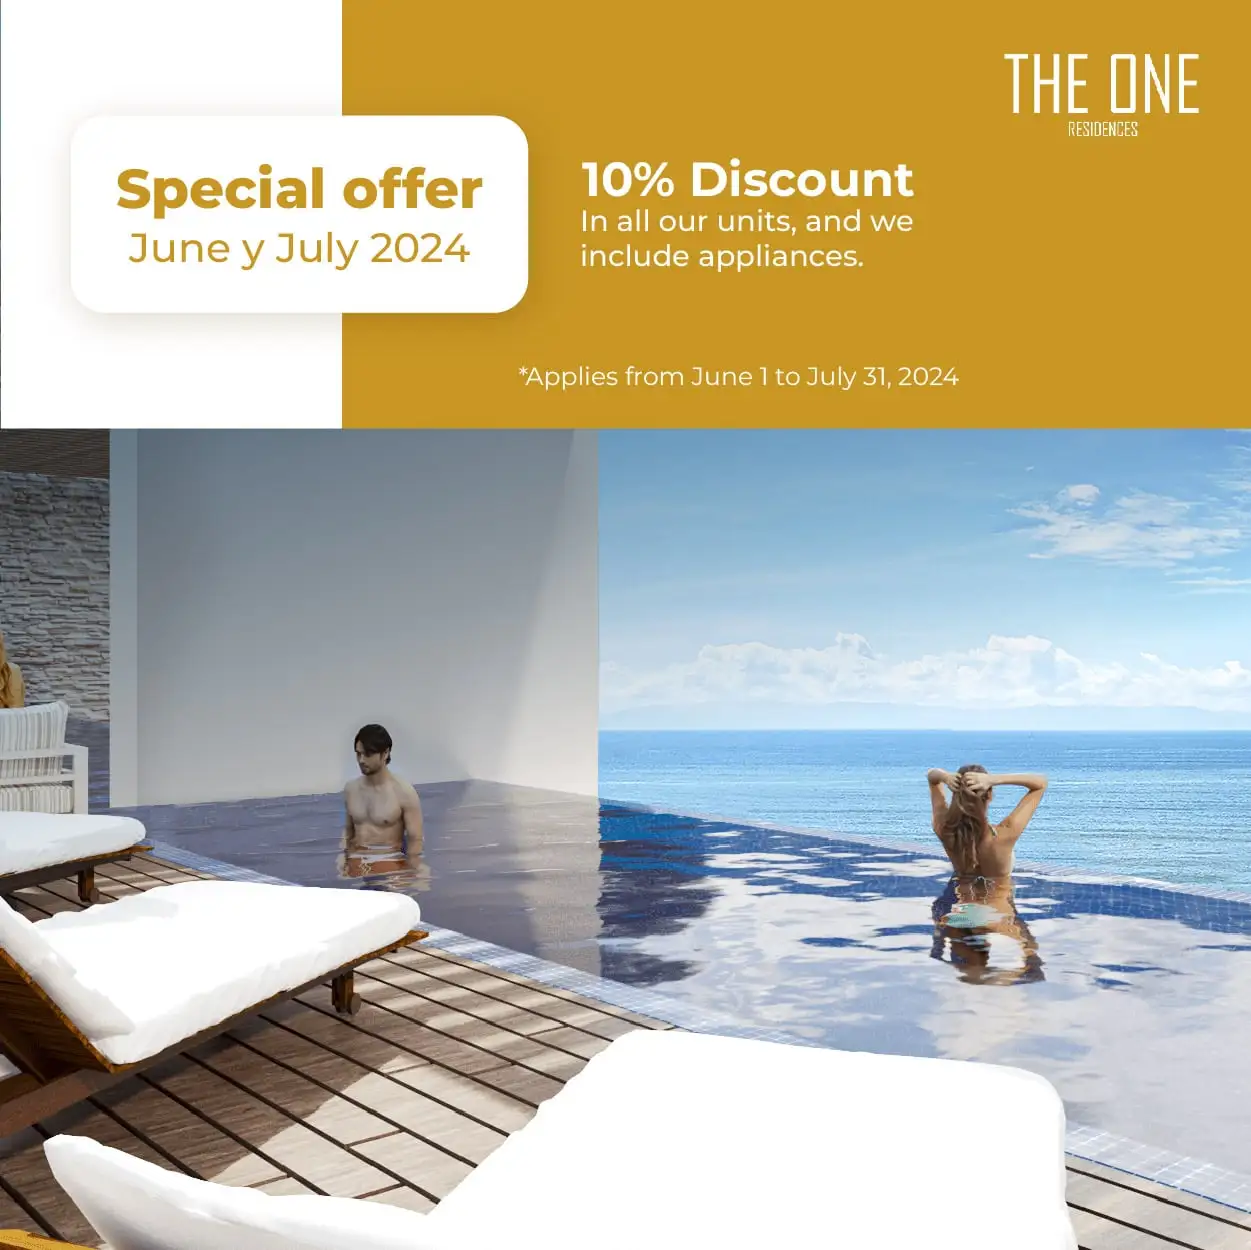 THE ONE
RESIDENCES
Special offer
June y July 2024
10% Discount
In all our units, and we
include appliances.
*Applies from June 1 to July 31, 2024